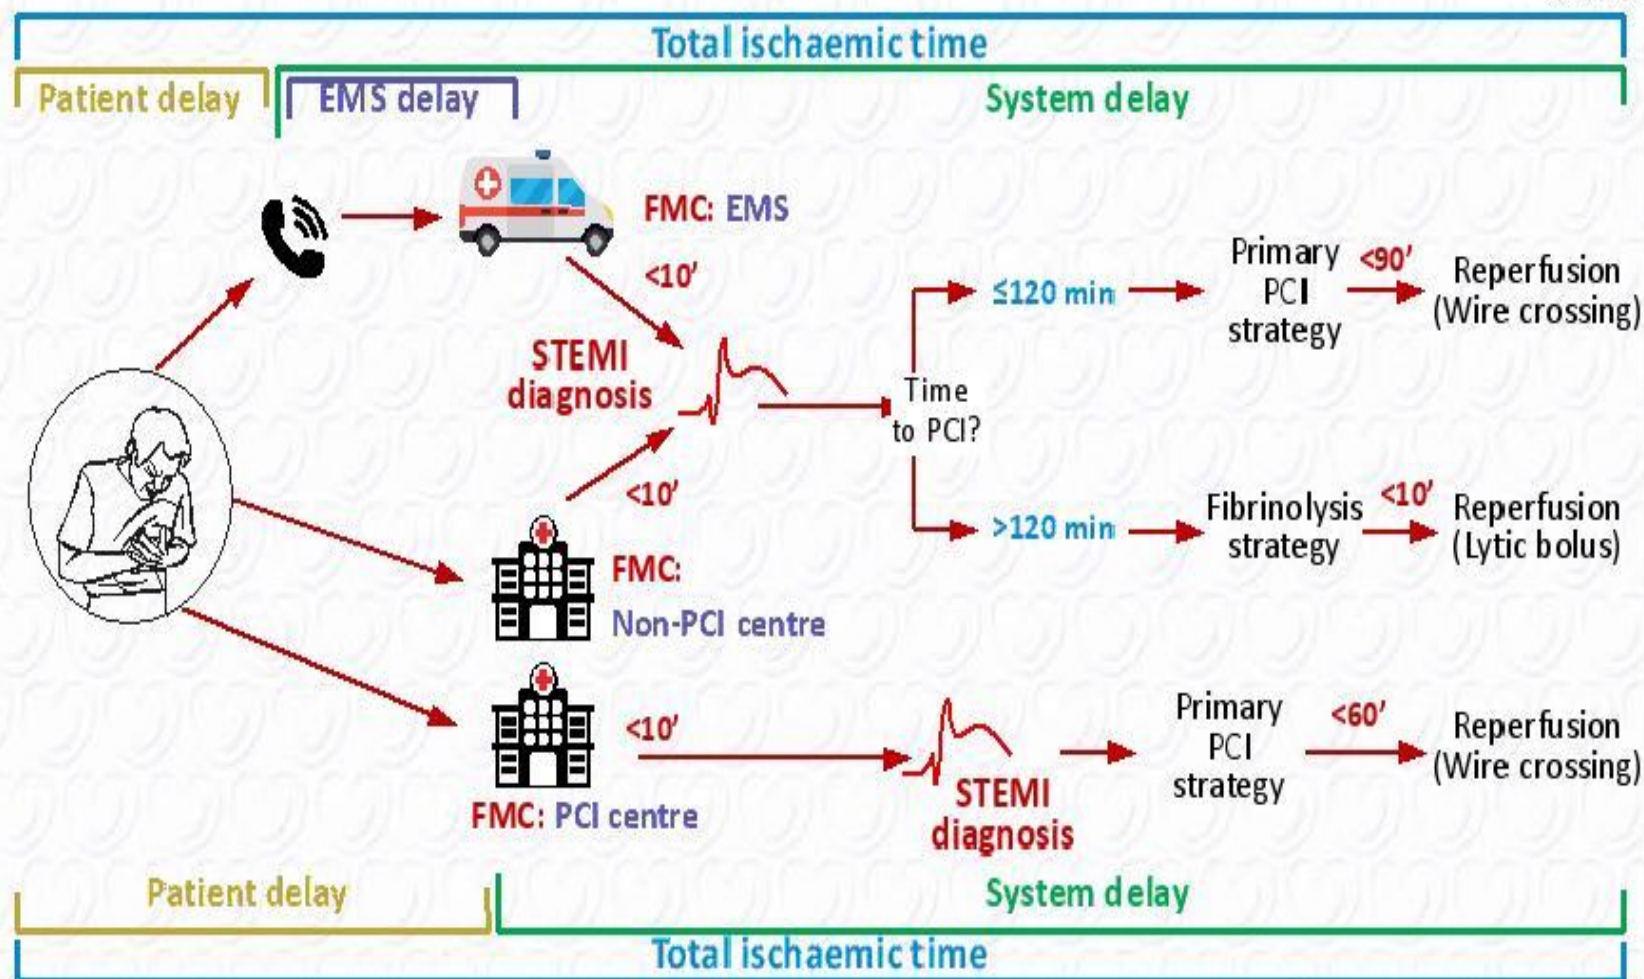 Total ischaemic time
Patient delay
EMS delay
System delay
FMC: EMS
<10'
STEMI
diagnosis
<10'
FMC:
Non-PCI centre
Time
to PCI?
≤120 min
Primary
PCI
strategy
<90'
Reperfusion
(Wire crossing)
>120 min
Fibrinolysis
strategy
<10'
Reperfusion
(Lytic bolus)
FMC: PCI centre
<10'
STEMI
diagnosis
Primary
PCI
strategy
<60'
Reperfusion
(Wire crossing)
Patient delay
System delay
Total ischaemic time